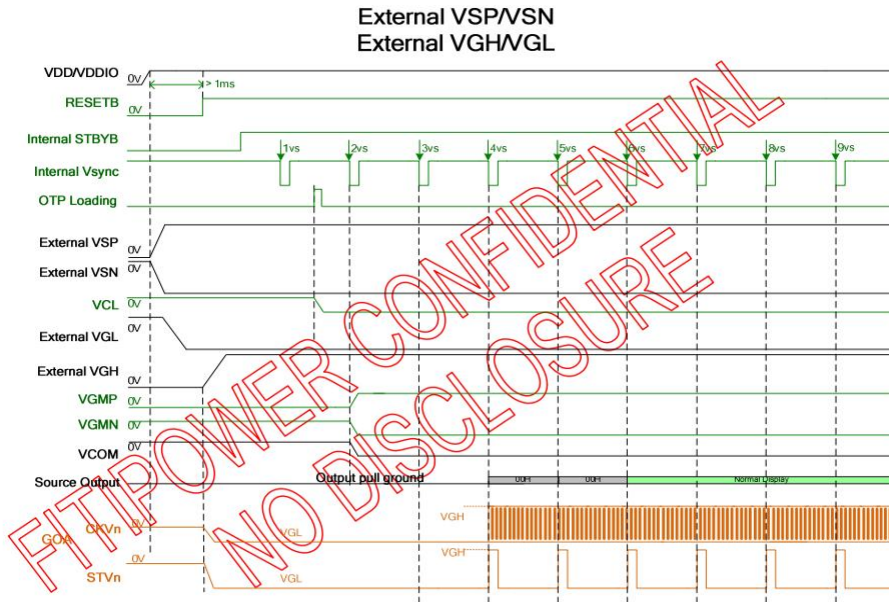 External VSP/VSN
External VGH/VGL
VDD/VDDIO
0V
> 1ms
RESETB
0V
Internal STBYB
1vs
2vs
3vs
4vs
5vs
6vs
7vs
8vs
9vs
Internal Vsync
OTP Loading
External VSP
0V
External VSN
0V
VCL
0V
External VGL
0V
External VGH
0V
VGMP
0V
VGMN
0V
VCOM
0V
Source Output
Output pull ground
00H
00H
Normal Display
GOA
CKVn
0V
VGL
VGH
STVn
0V
VGL
VGH
FITIPOWER CONFIDENTIAL
NO DISCLOSURE